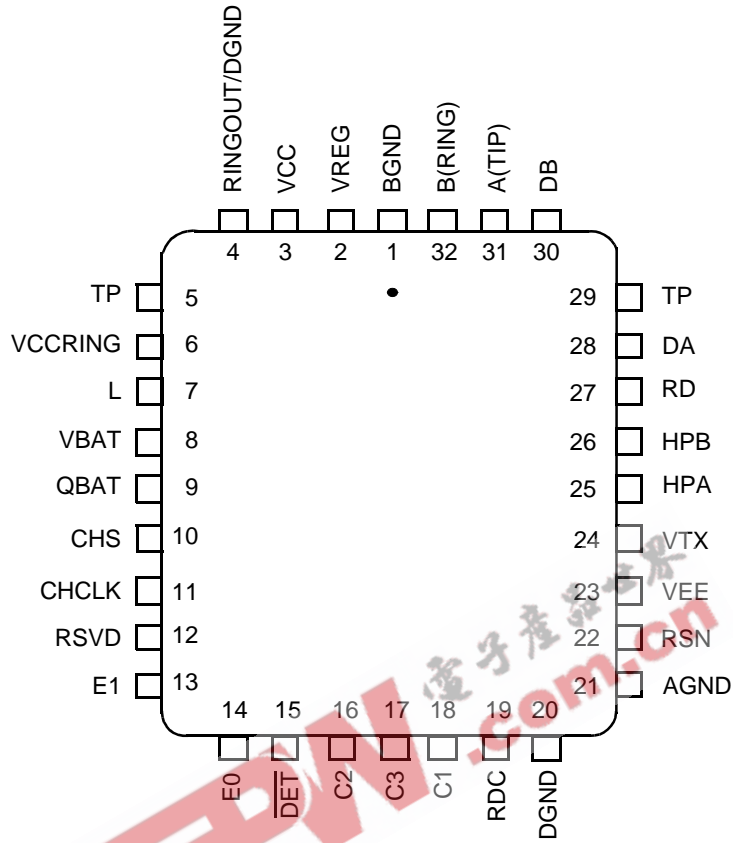 RINGOUT/DGND
VCC
VREG
BGND
B(RING)
A(TIP)
DB
4 3 2 1 32 31 30
TP 5 29 TP
VCCRING 6 28 DA
L 7 27 RD
VBAT 8 26 HPB
QBAT 9 25 HPA
CHS 10 24 VTX
CHCLK 11 23 VEE
RSVD 12 22 RSN
E1 13 21 AGND
14 15 16 17 18 19 20
E0
DET
C2
C3
C1
RDC
DGND
電子產品世界
.com.cn